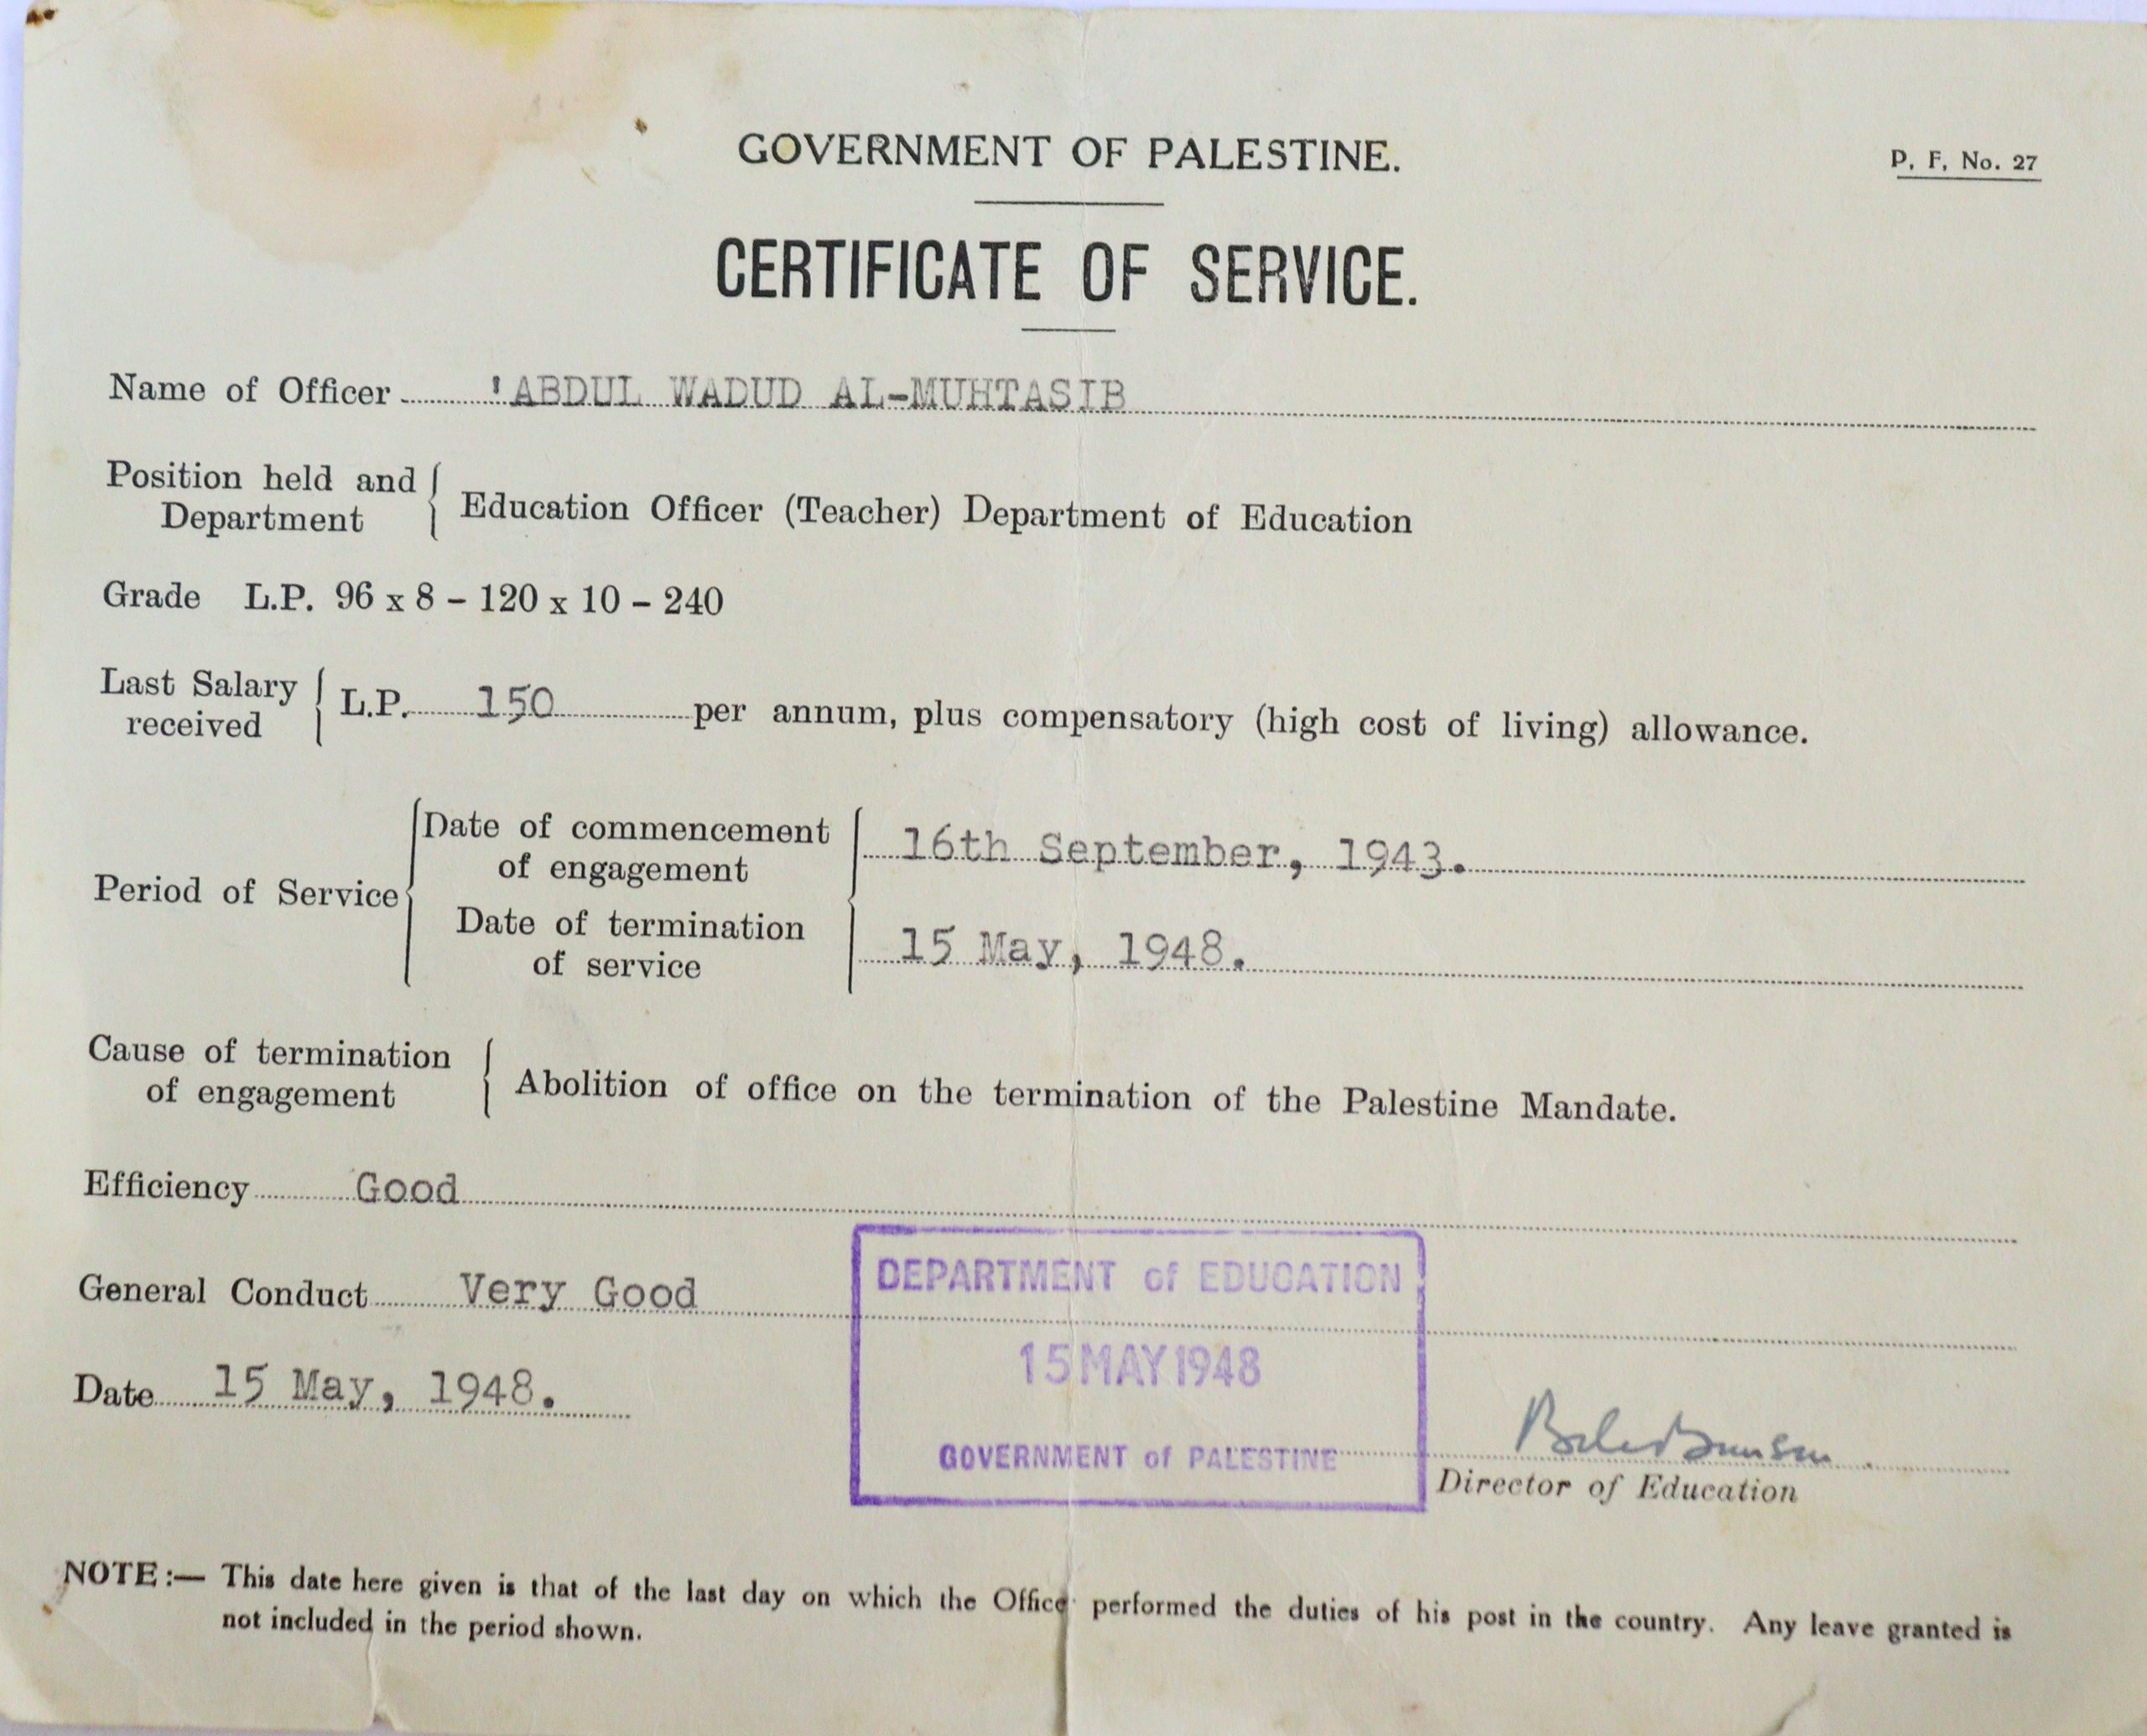 GOVERNMENT OF PALESTINE.
P. F. No. 27
CERTIFICATE OF SERVICE.
Name of Officer 'ABDUL WADUD AL-MUHTASIB
Position held and
Department
Education Officer (Teacher) Department of Education
Grade L.P. 96 x 8 – 120 x 10 – 240
Last Salary
received
L.P. 150 per annum, plus compensatory (high cost of living) allowance.
Period of Service
Date of commencement
of engagement
16th September, 1943.
Date of termination
of service
15 May, 1948.
Cause of termination
of engagement
Abolition of office on the termination of the Palestine Mandate.
Efficiency Good
General Conduct Very Good
Date 15 May, 1948.
DEPARTMENT of EDUCATION
15 MAY 1948
GOVERNMENT of PALESTINE
Director of Education
NOTE :— This date here given is that of the last day on which the Office performed the duties of his post in the country. Any leave granted is
not included in the period shown.